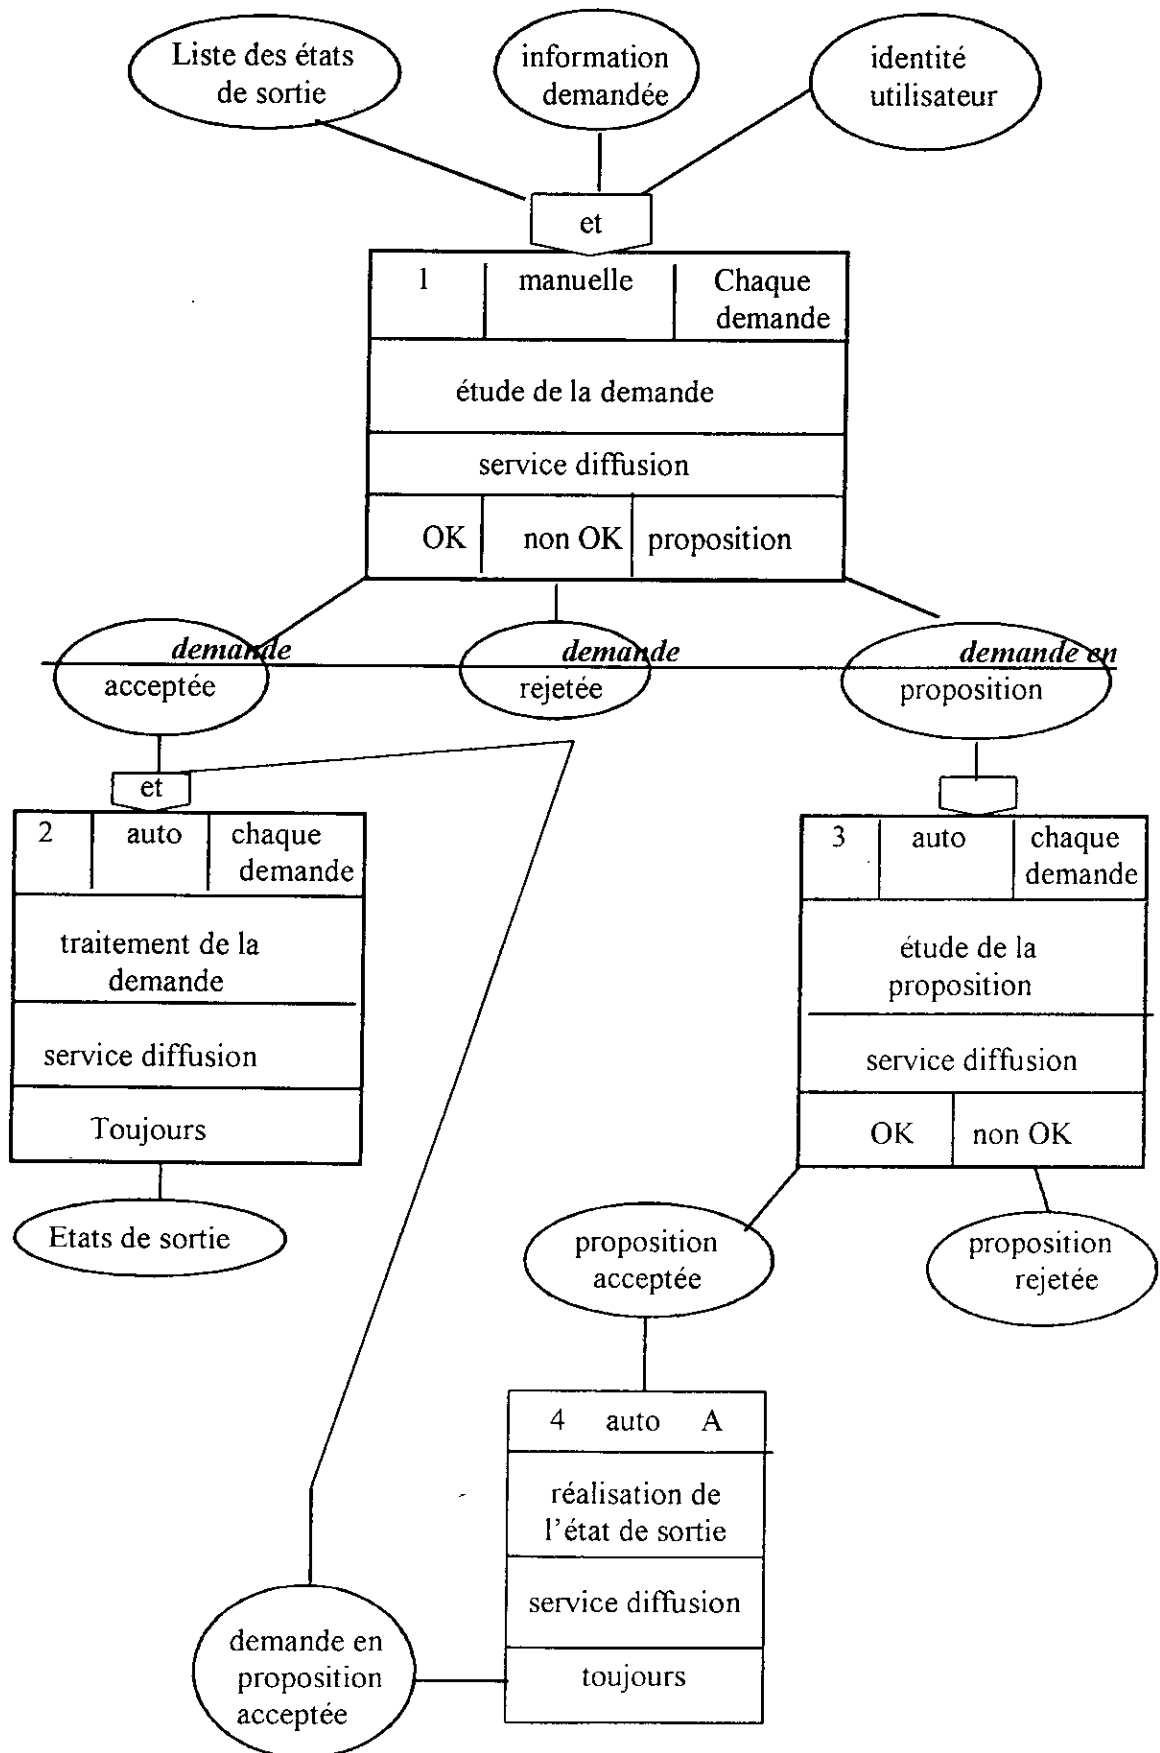 Liste des états
de sortie
information
demandée
identité
utilisateur
et
1 manuelle Chaque
demande
étude de la demande
service diffusion
OK non OK proposition
demande demande demande en
acceptée rejetée proposition
et
2 auto chaque
demande
traitement de la
demande
service diffusion
Toujours
Etats de sortie
3 auto chaque
demande
étude de la
proposition
service diffusion
OK non OK
proposition
acceptée
proposition
rejetée
4 auto A
réalisation de
l'état de sortie
service diffusion
toujours
demande en
proposition
acceptée